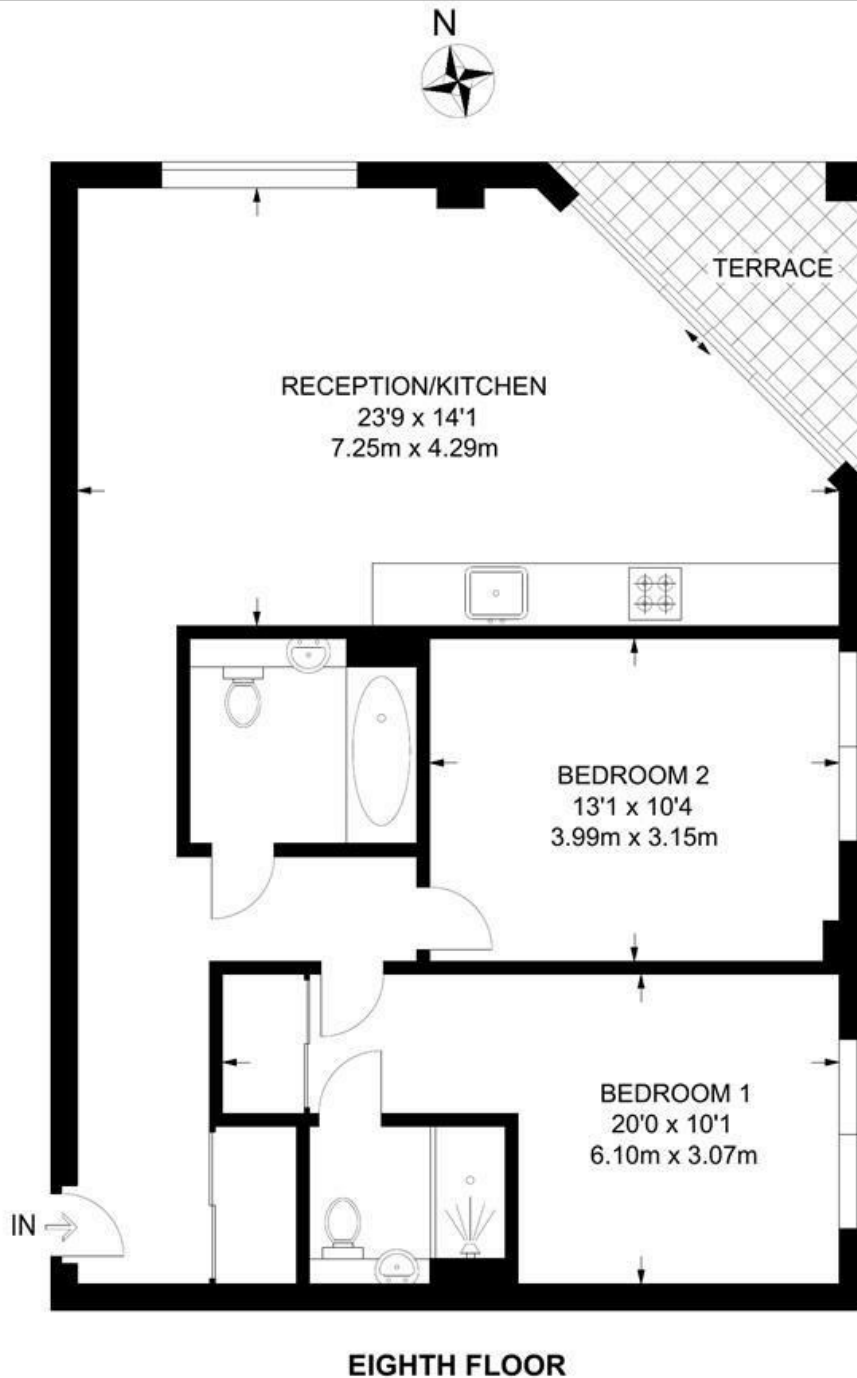 N
TERRACE
RECEPTION/KITCHEN
23'9 x 14'1
7.25m x 4.29m
BEDROOM 2
13'1 x 10'4
3.99m x 3.15m
BEDROOM 1
20'0 x 10'1
6.10m x 3.07m
IN
EIGHTH FLOOR